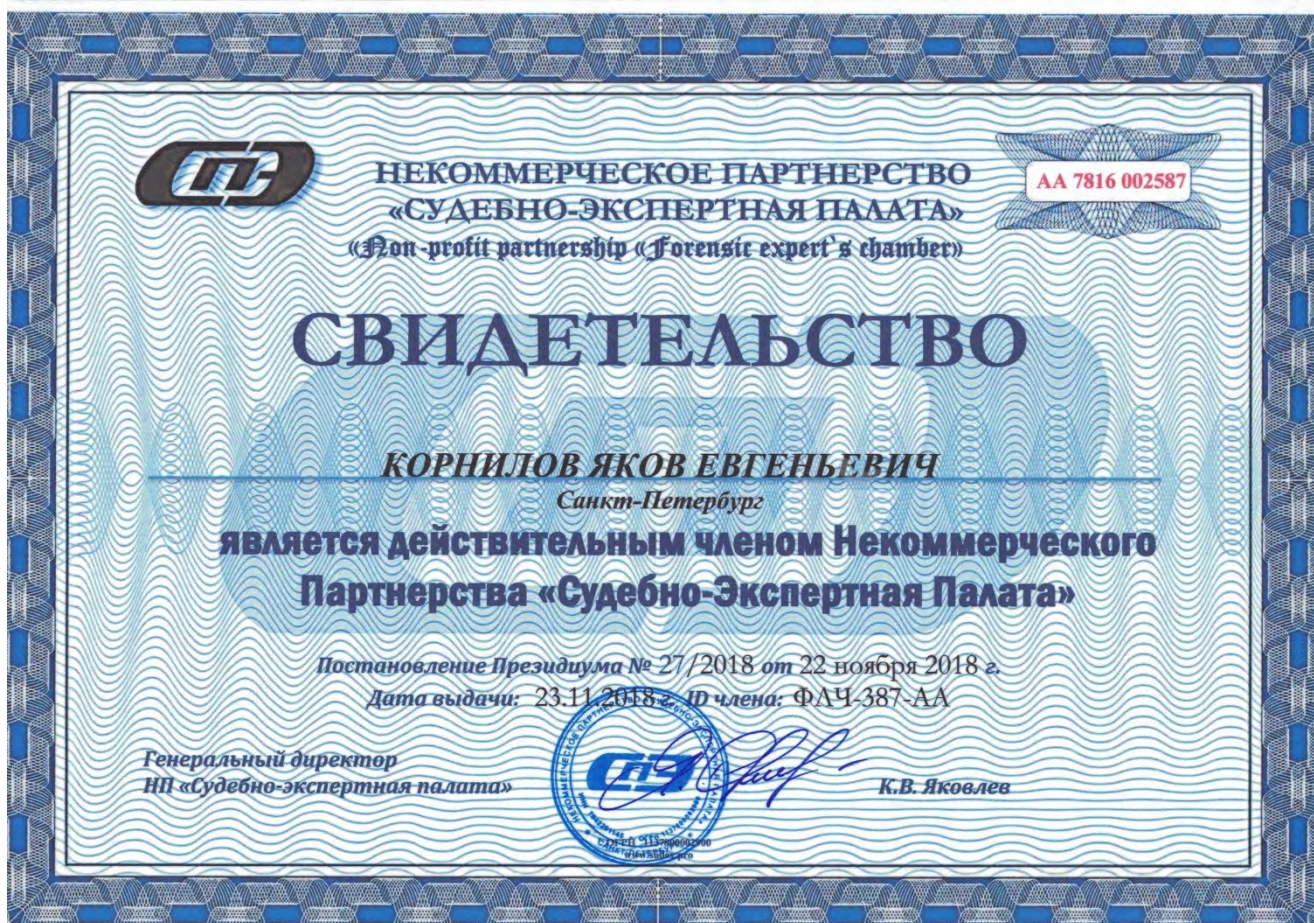 СПЭ
НЕКОММЕРЧЕСКОЕ ПАРТНЕРСТВО
«СУДЕБНО-ЭКСПЕРТНАЯ ПАЛАТА»
«Non-profit partnership «Forensic expert`s chamber»
АА 7816 002587
СВИДЕТЕЛЬСТВО
КОРНИЛОВ ЯКОВ ЕВГЕНЬЕВИЧ
Санкт-Петербург
является действительным членом Некоммерческого
Партнерства «Судебно-Экспертная Палата»
Постановление Президиума № 27/2018 от 22 ноября 2018 г.
Дата выдачи: 23.11.2018 г. ID члена: ФЛЧ-387-АА
Генеральный директор
НП «Судебно-экспертная палата»
К.В. Яковлев